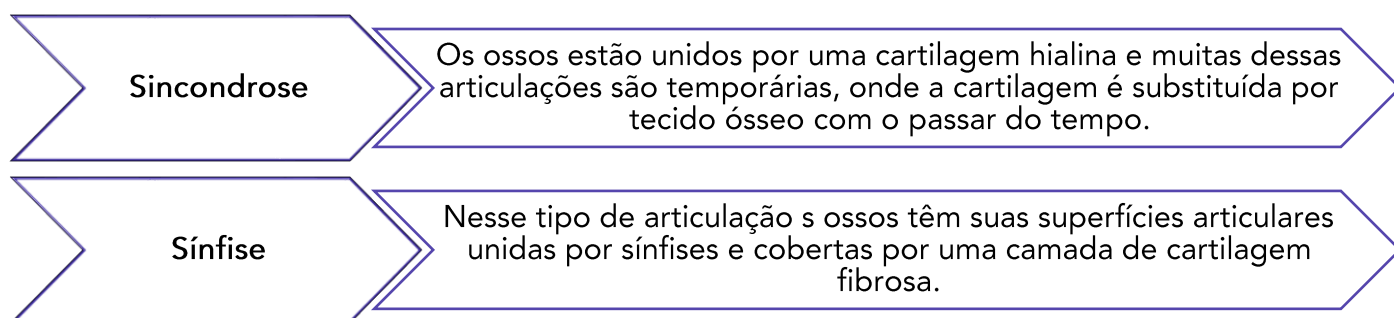 Sincondrose
Os ossos estão unidos por uma cartilagem hialina e muitas dessas
articulações são temporárias, onde a cartilagem é substituída por
tecido ósseo com o passar do tempo.
Sínfise
Nesse tipo de articulação s ossos têm suas superfícies articulares
unidas por sínfises e cobertas por uma camada de cartilagem
fibrosa.